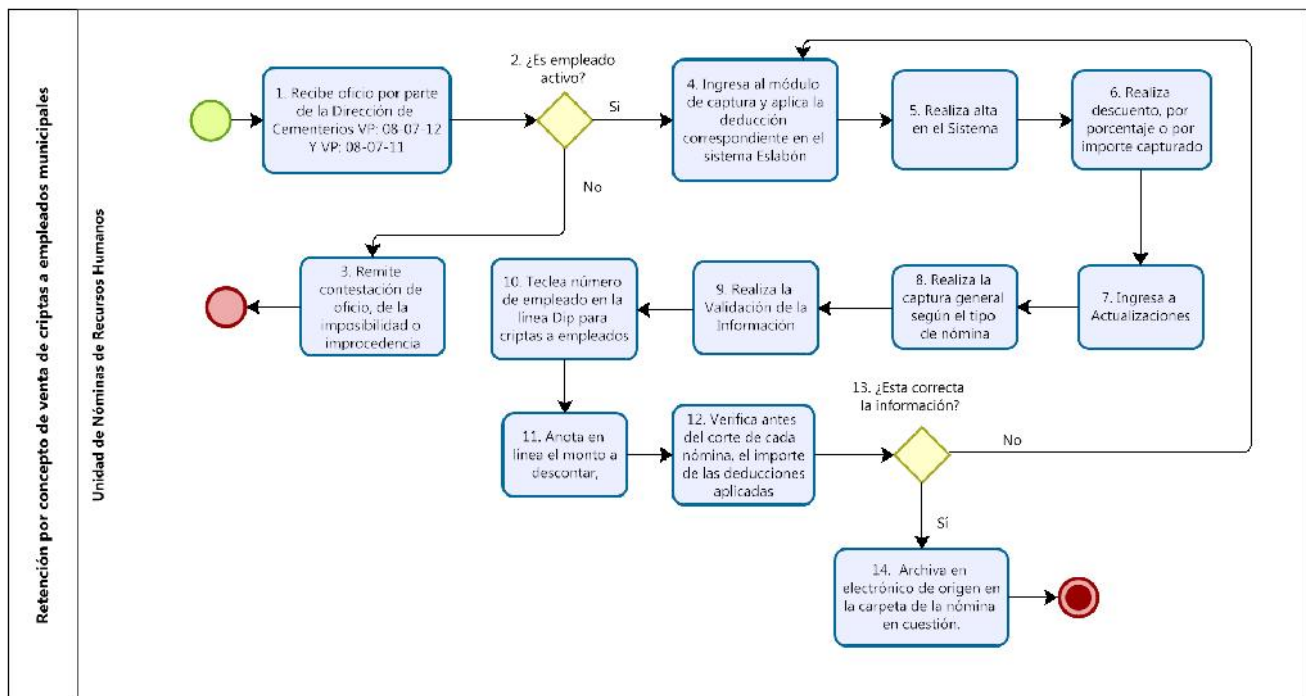 Retención por concepto de venta de criptas a empleados municipales
Unidad de Nóminas de Recursos Humanos
1. Recibe oficio por parte
de la Dirección de
Cementerios VP: 08-07-12
Y VP: 08-07-11
2. ¿Es empleado
activo?
Si
No
3. Remite
contestación de
oficio, de la
imposibilidad o
improcedencia
4. Ingresa al módulo
de captura y aplica la
deducción
correspondiente en el
sistema Eslabón
5. Realiza alta
en el Sistema
6. Realiza
descuento, por
porcentaje o por
importe capturado
7. Ingresa a
Actualizaciones
8. Realiza la
captura general
según el tipo
de nómina
9. Realiza la
Validación de la
Información
10. Teclea número
de empleado en la
línea Dip para
criptas a empleados
11. Anota en
línea el monto a
descontar,
12. Verifica antes
del corte de cada
nómina, el importe
de las deducciones
aplicadas
13. ¿Esta correcta
la información?
No
Sí
14. Archiva en
electrónico de origen en
la carpeta de la nómina
en cuestión.